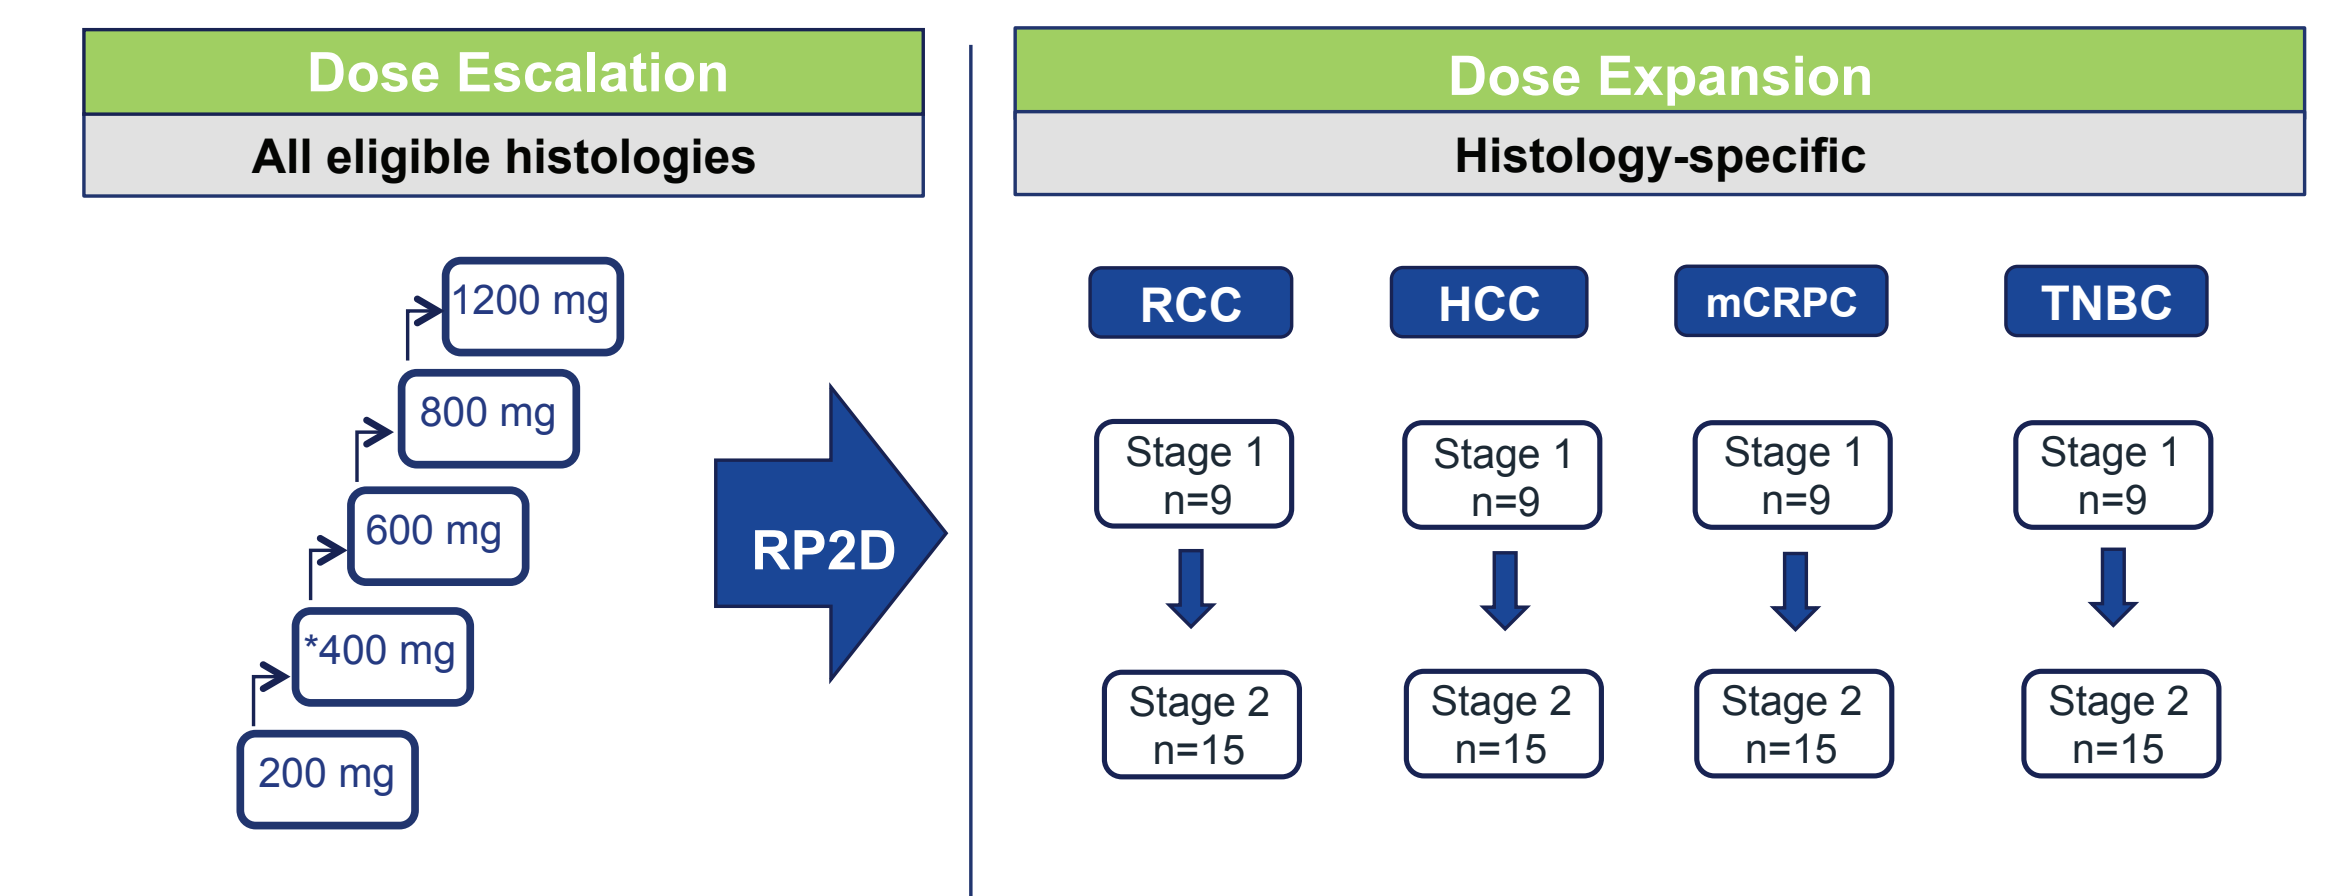 Dose Escalation
All eligible histologies
1200 mg
800 mg
600 mg
*400 mg
200 mg
RP2D
Dose Expansion
Histology-specific
RCC
HCC
mCRPC
TNBC
Stage 1
n=9
Stage 1
n=9
Stage 1
n=9
Stage 1
n=9
Stage 2
n=15
Stage 2
n=15
Stage 2
n=15
Stage 2
n=15